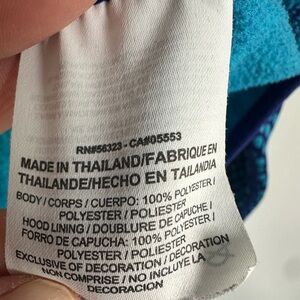 RN#56323 - CA#05553
MADE IN THAILAND/FABRIQUE EN
THAILANDE/HECHO EN TAILANDIA
BODY / CORPS / CUERPO: 100% POLYESTER /
POLYESTER / POLIESTER
HOOD LINING / DOUBLURE DE CAPUCHE /
FORRO DE CAPUCHA: 100% POLYESTER /
POLYESTER / POLIESTER
EXCLUSIVE OF DECORATION / DECORATION
NON COMPRISE / NO INCLUYE LA
DECORACION